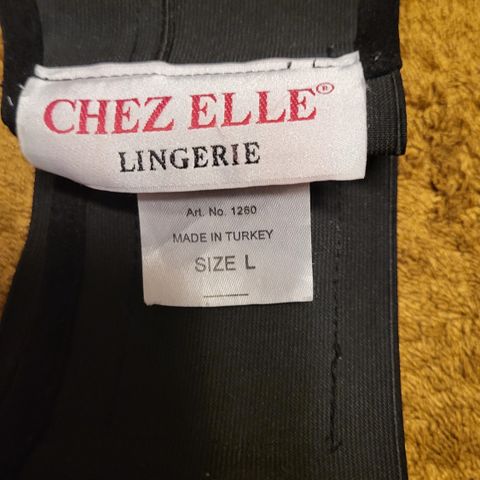 CHEZ ELLE®
LINGERIE
Art. No. 1260
MADE IN TURKEY
SIZE L